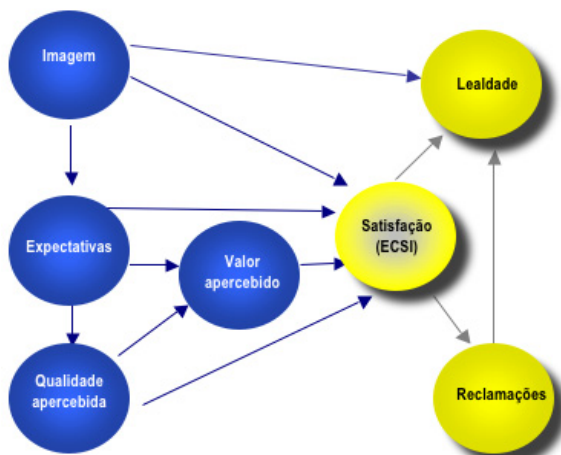 Imagem
Lealdade
Expectativas
Valor
apercebido
Satisfação
(ECSI)
Qualidade
apercebida
Reclamações